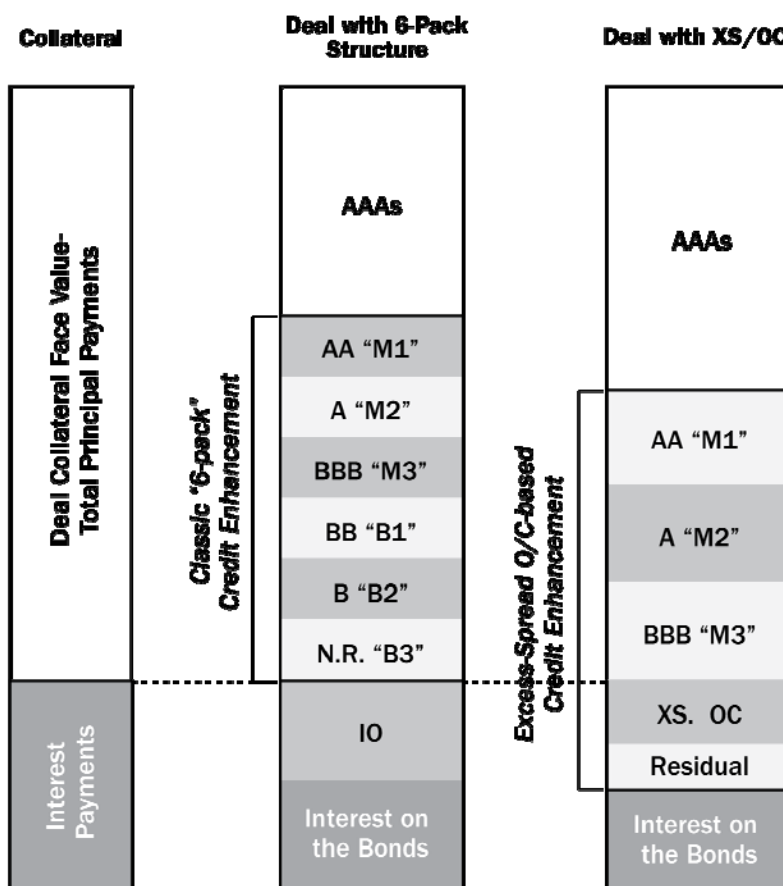 Collateral
Deal with 6-Pack
Structure
Deal with XS/OC
Deal Collateral Face Value-
Total Principal Payments
Interest
Payments
Classic "6-pack"
Credit Enhancement
AAAs
AA “M1”
A “M2”
BBB “M3”
BB “B1”
B “B2”
N.R. “B3”
IO
Interest on
the Bonds
Excess-Spread O/C-based
Credit Enhancement
AAAs
AA “M1”
A “M2”
BBB “M3”
XS. OC
Residual
Interest on
the Bonds